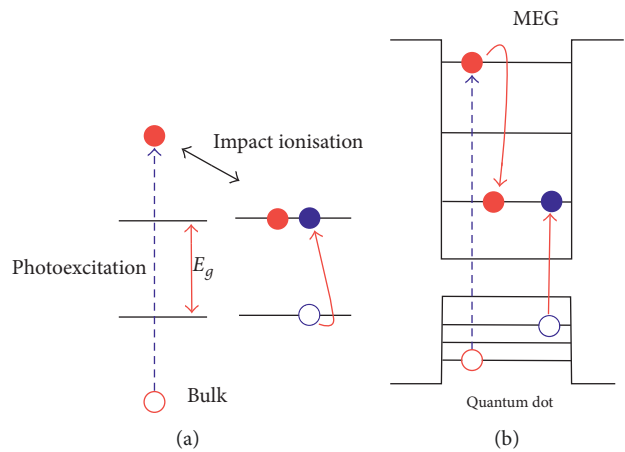 MEG
Impact ionisation
Photoexcitation
E_g
Bulk
Quantum dot
(a)
(b)